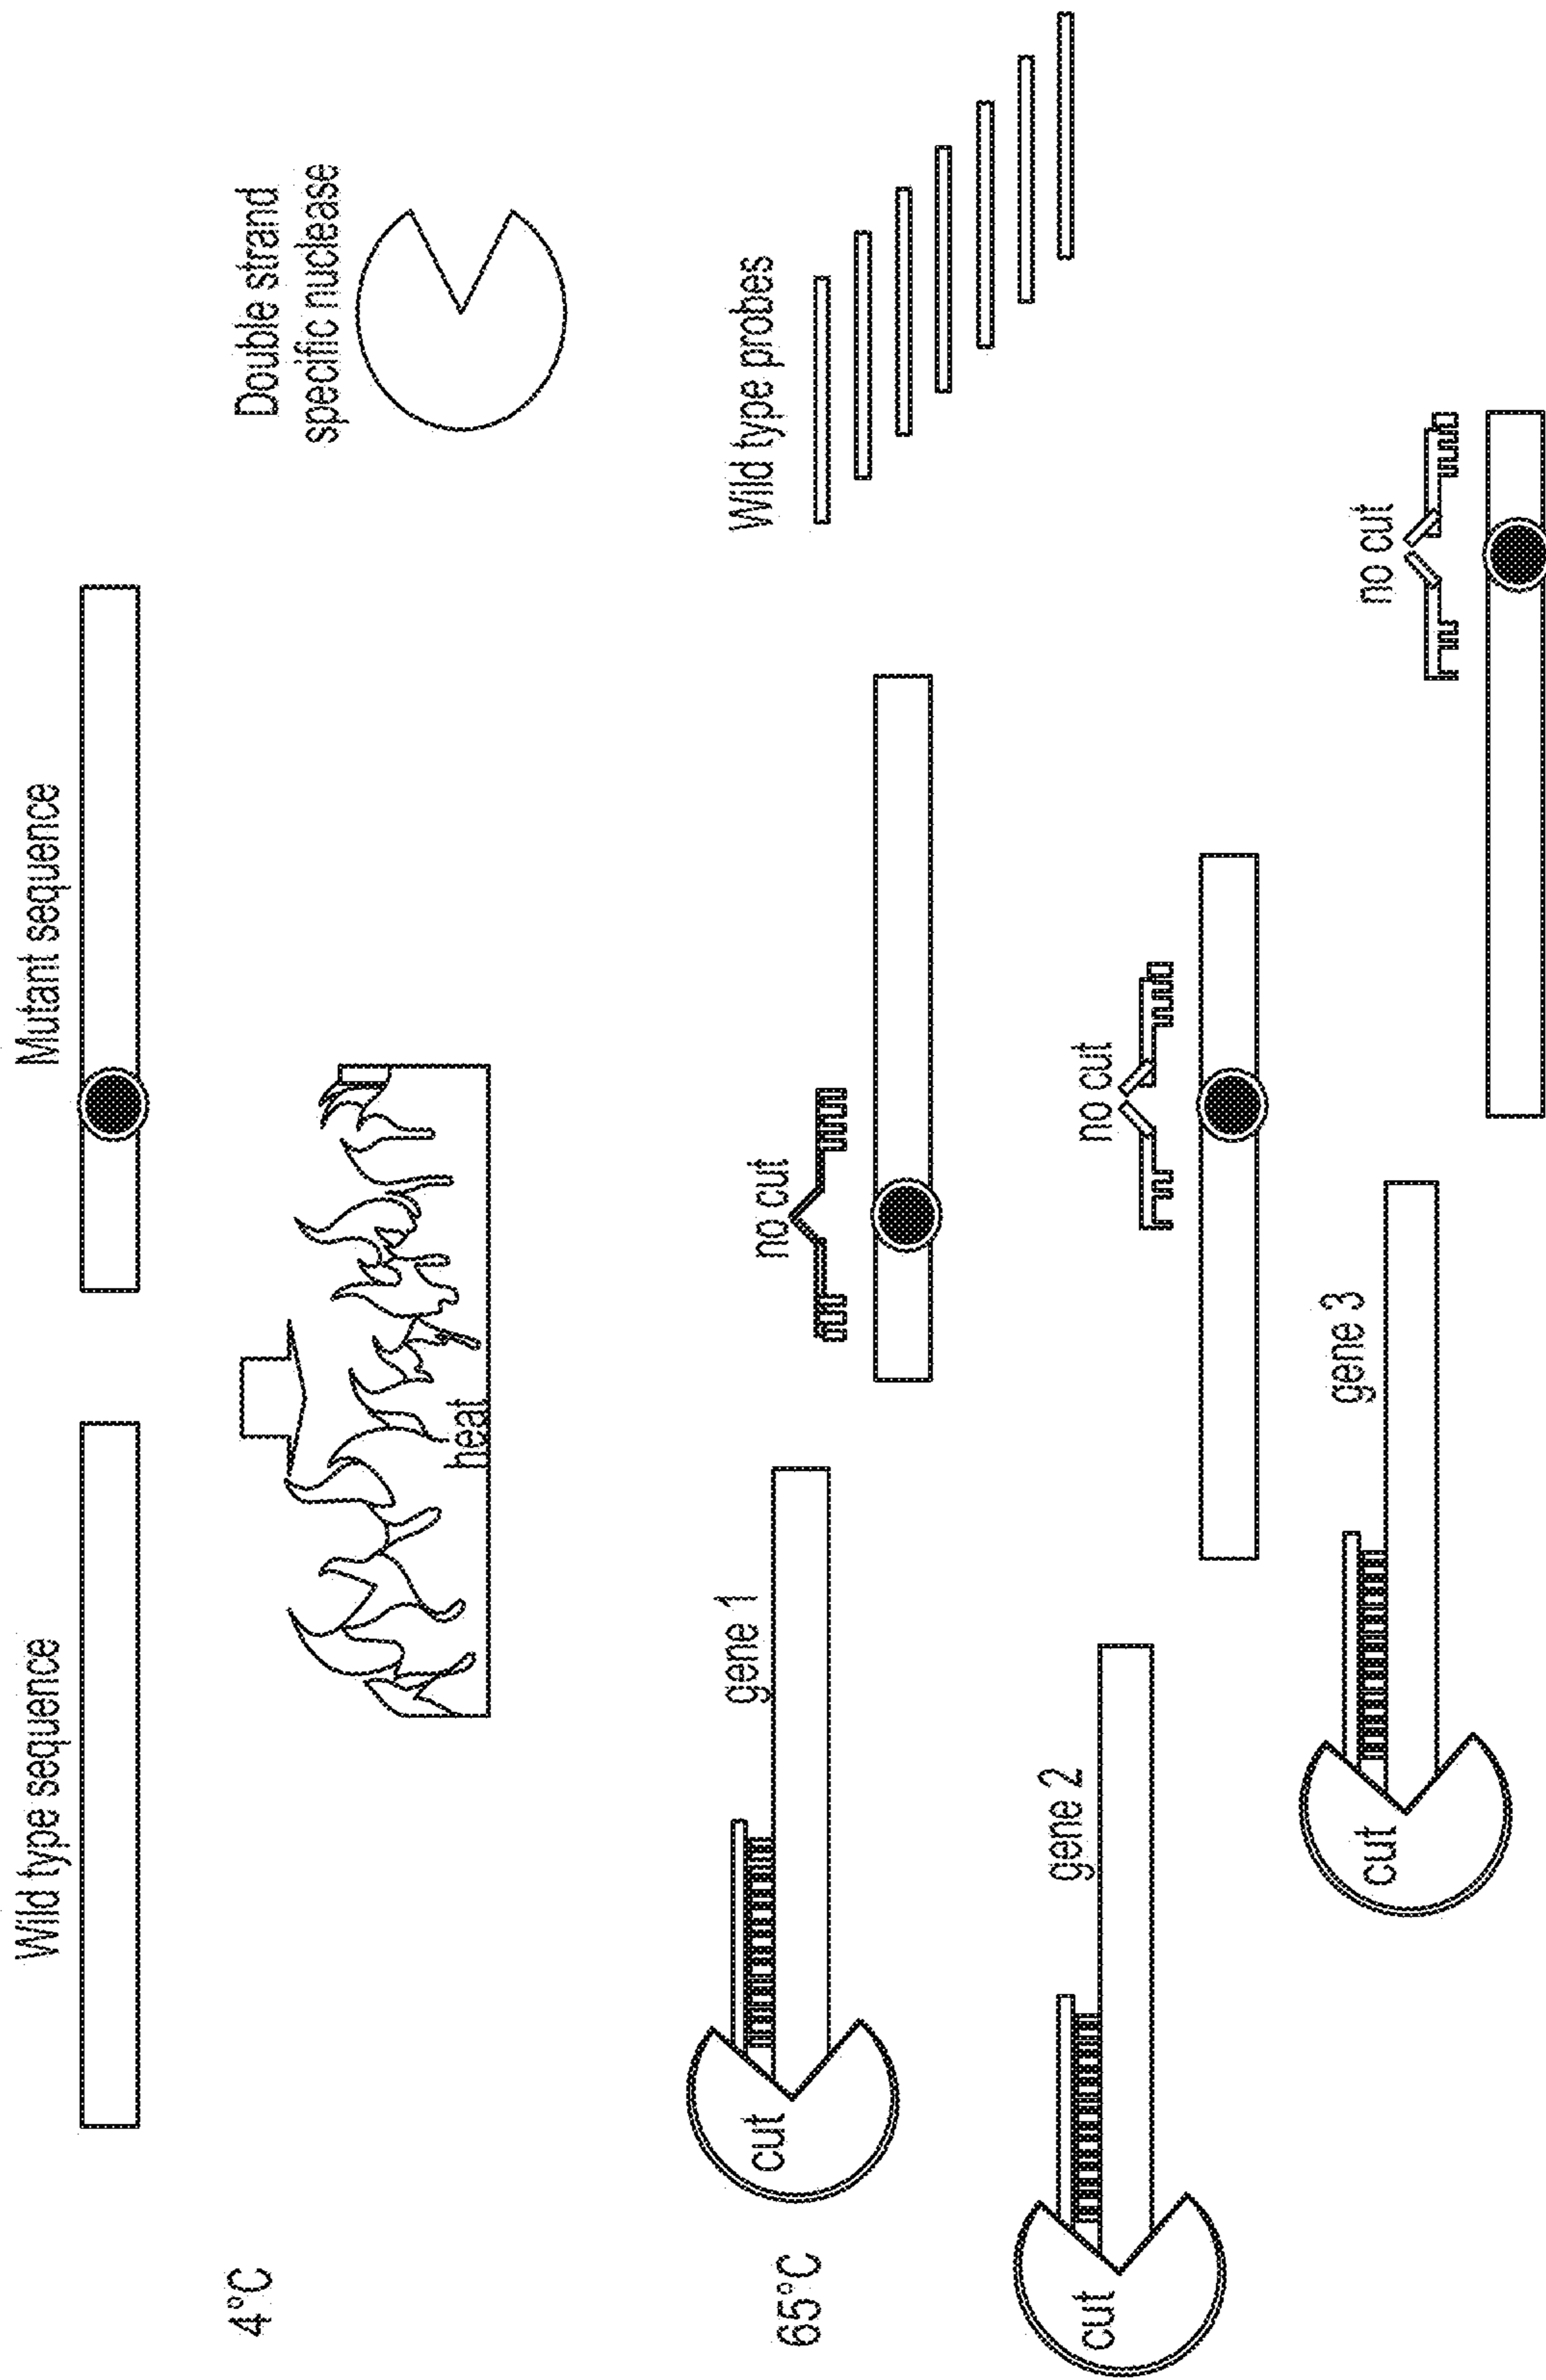 Wild type sequence
Mutant sequence
4°C
heat
Double strand
specific nuclease
65°C
cut
gene 1
no cut
Wild type probes
cut
gene 2
no cut
cut
gene 3
no cut